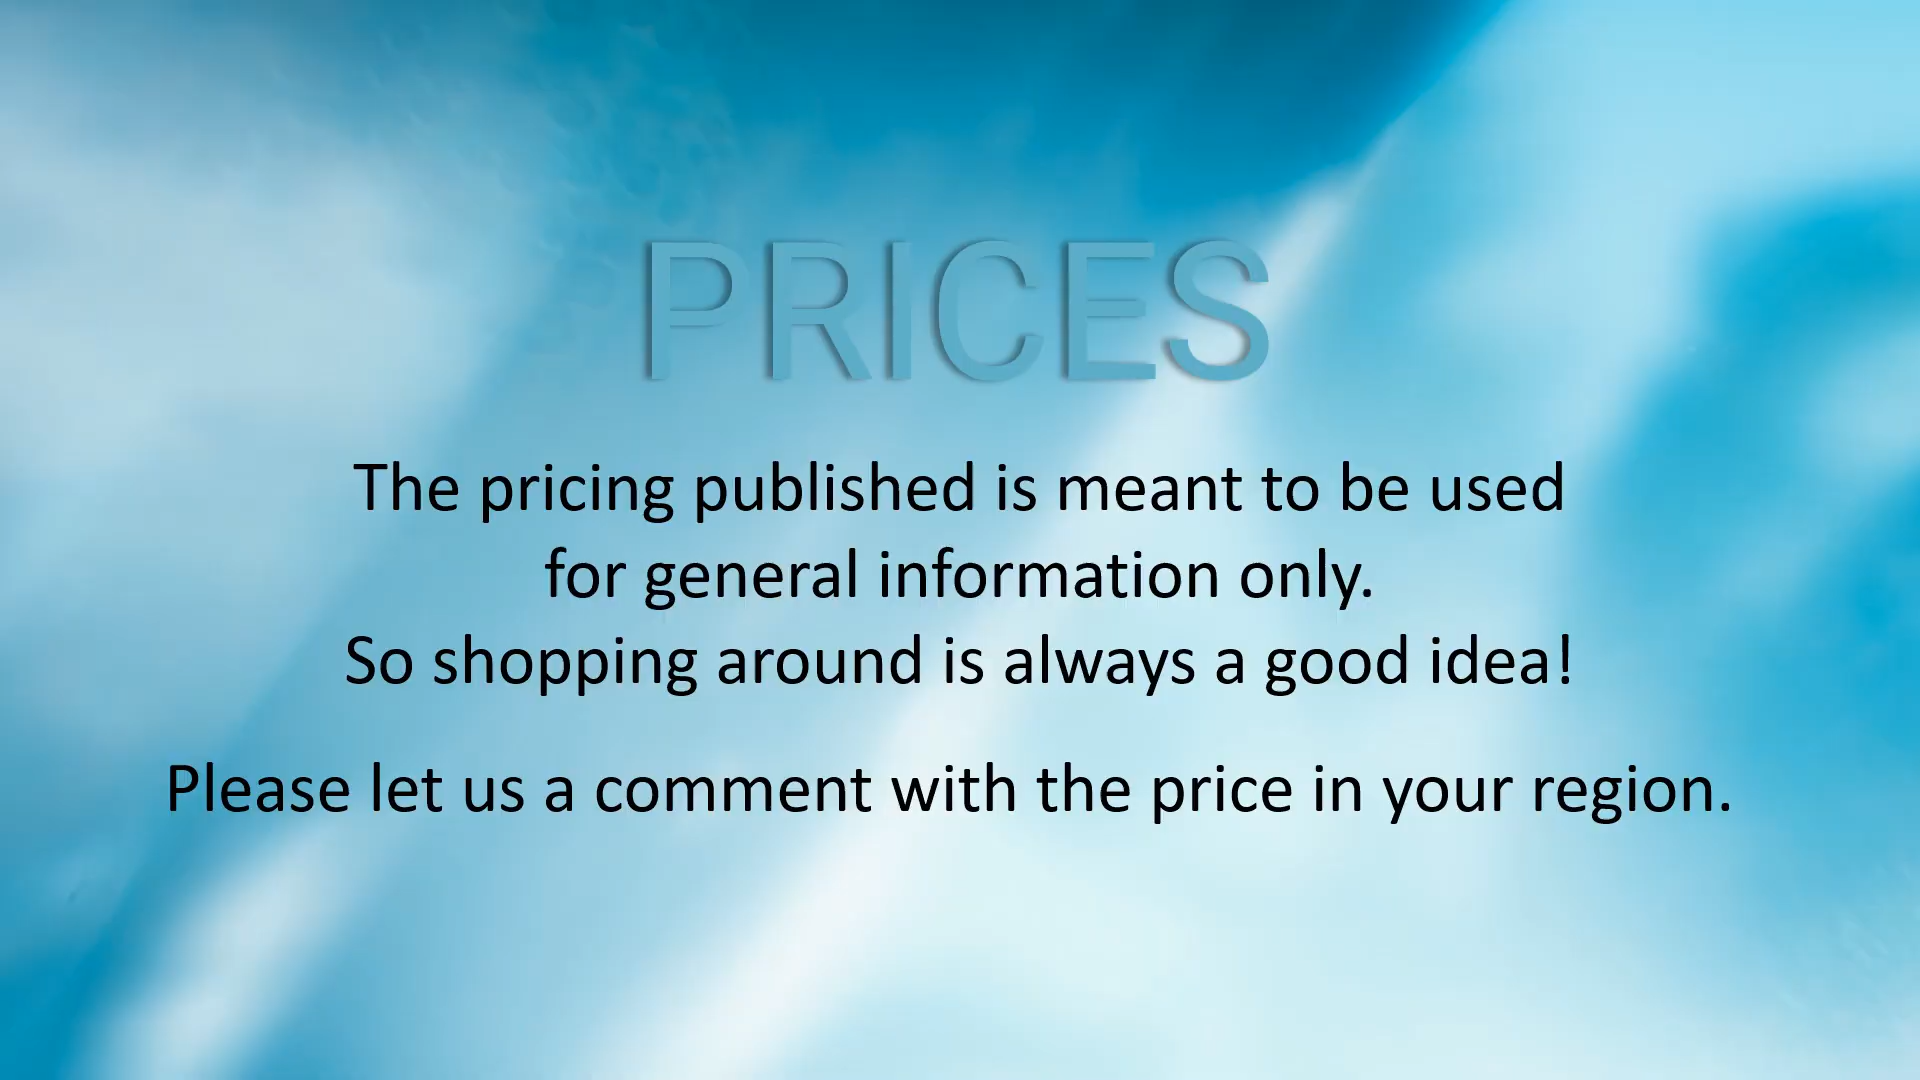 PRICES
The pricing published is meant to be used
for general information only.
So shopping around is always a good idea!
Please let us a comment with the price in your region.